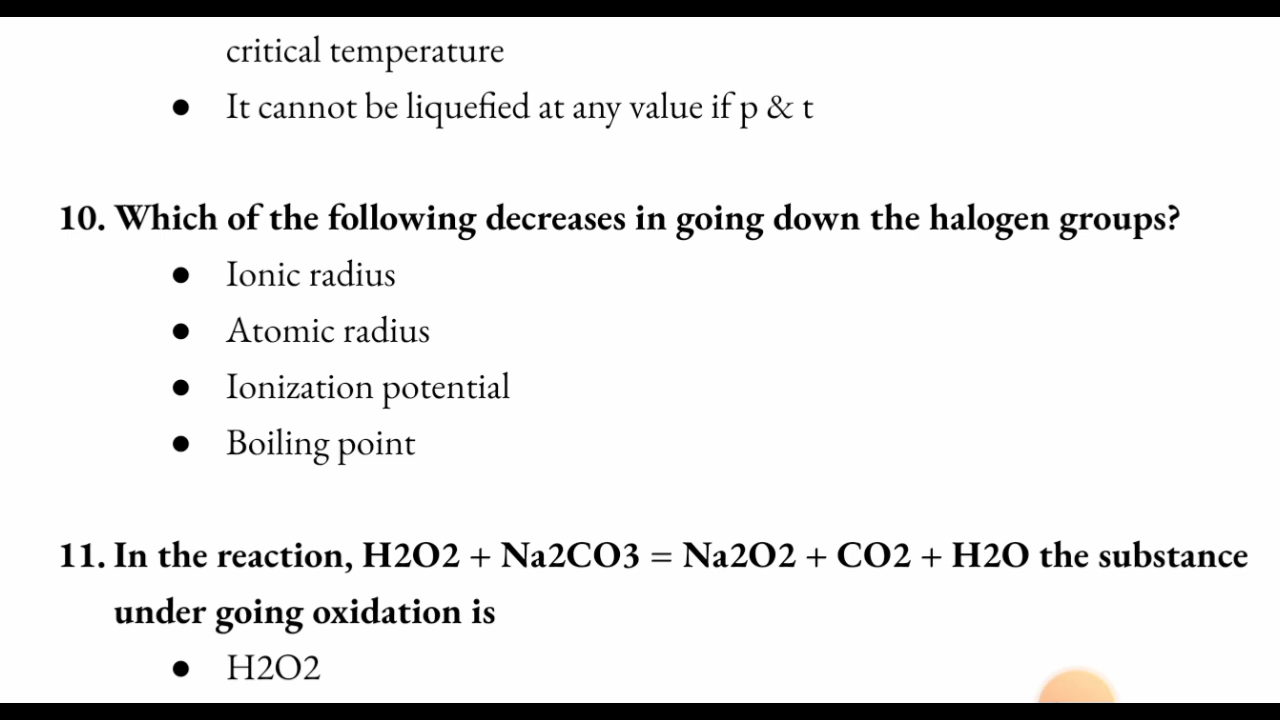 critical temperature
● It cannot be liquefied at any value if p & t
10. Which of the following decreases in going down the halogen groups?
● Ionic radius
● Atomic radius
● Ionization potential
● Boiling point
11. In the reaction, H2O2 + Na2CO3 = Na2O2 + CO2 + H2O the substance
under going oxidation is
● H2O2